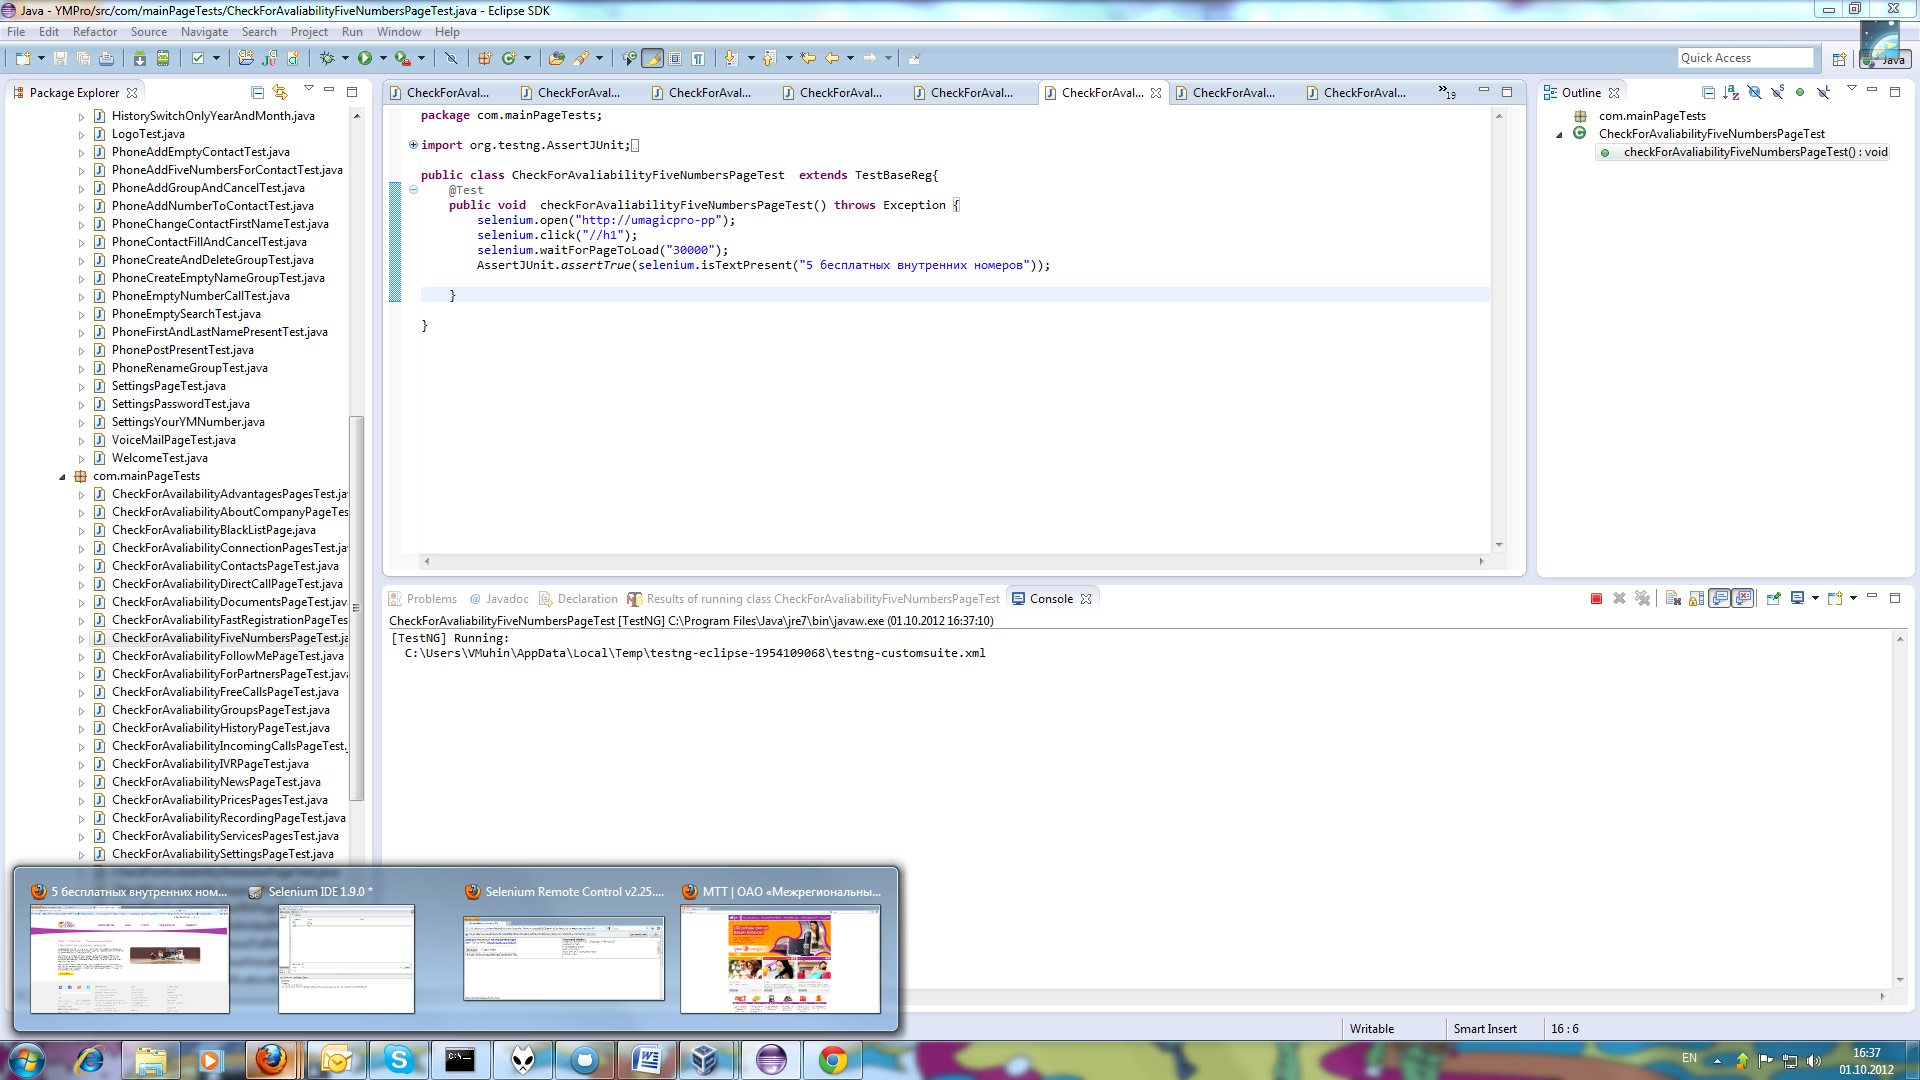 Java - YMPro/src/com/mainPageTests/CheckForAvaliabilityFiveNumbersPageTest.java - Eclipse SDK
File Edit Refactor Source Navigate Search Project Run Window Help
Quick Access
Java
Package Explorer
HistorySwitchOnlyYearAndMonth.java
LogoTest.java
PhoneAddEmptyContactTest.java
PhoneAddFiveNumbersForContactTest.java
PhoneAddGroupAndCancelTest.java
PhoneAddNumberToContactTest.java
PhoneChangeContactFirstNameTest.java
PhoneContactFillAndCancelTest.java
PhoneCreateAndDeleteGroupTest.java
PhoneCreateEmptyNameGroupTest.java
PhoneEmptyNumberCallTest.java
PhoneEmptySearchTest.java
PhoneFirstAndLastNamePresentTest.java
PhonePostPresentTest.java
PhoneRenameGroupTest.java
SettingsPageTest.java
SettingsPasswordTest.java
SettingsYourYMNumber.java
VoiceMailPageTest.java
WelcomeTest.java
com.mainPageTests
CheckForAvailabilityAdvantagesPagesTest.jav
CheckForAvaliabilityAboutCompanyPageTes
CheckForAvaliabilityBlackListPage.java
CheckForAvaliabilityConnectionPagesTest.jav
CheckForAvaliabilityContactsPageTest.java
CheckForAvaliabilityDirectCallPageTest.java
CheckForAvaliabilityDocumentsPageTest.java
CheckForAvaliabilityFastRegistrationPageTes
CheckForAvaliabilityFiveNumbersPageTest.ja
CheckForAvaliabilityFollowMePageTest.java
CheckForAvaliabilityForPartnersPageTest.java
CheckForAvaliabilityFreeCallsPageTest.java
CheckForAvaliabilityGroupsPageTest.java
CheckForAvaliabilityHistoryPageTest.java
CheckForAvaliabilityIncomingCallsPageTest.
CheckForAvaliabilityIVRPageTest.java
CheckForAvaliabilityNewsPageTest.java
CheckForAvaliabilityPricesPagesTest.java
CheckForAvaliabilityRecordingPageTest.java
CheckForAvaliabilityServicesPagesTest.java
CheckForAvaliabilitySettingsPageTest.java
CheckForAval... CheckForAval... CheckForAval... CheckForAval... CheckForAval... CheckForAval... CheckForAval... CheckForAval... »19
package com.mainPageTests;
import org.testng.AssertJUnit;
public class CheckForAvaliabilityFiveNumbersPageTest  extends TestBaseReg{
@Test
public void  checkForAvaliabilityFiveNumbersPageTest() throws Exception {
selenium.open("http://umagicpro-pp");
selenium.click("//h1");
selenium.waitForPageToLoad("30000");
AssertJUnit.assertTrue(selenium.isTextPresent("5 бесплатных внутренних номеров"));
}
}
Outline
com.mainPageTests
CheckForAvaliabilityFiveNumbersPageTest
checkForAvaliabilityFiveNumbersPageTest() : void
Problems @ Javadoc Declaration Results of running class CheckForAvaliabilityFiveNumbersPageTest Console
CheckForAvaliabilityFiveNumbersPageTest [TestNG] C:\Program Files\Java\jre7\bin\javaw.exe (01.10.2012 16:37:10)
[TestNG] Running:
C:\Users\VMuhin\AppData\Local\Temp\testng-eclipse-1954109068\testng-customsuite.xml
5 бесплатных внутренних ном... Selenium IDE 1.9.0 * Selenium Remote Control v2.25.... МТТ | ОАО «Межрегиональны...
Writable Smart Insert 16 : 6
EN 16:37
01.10.2012